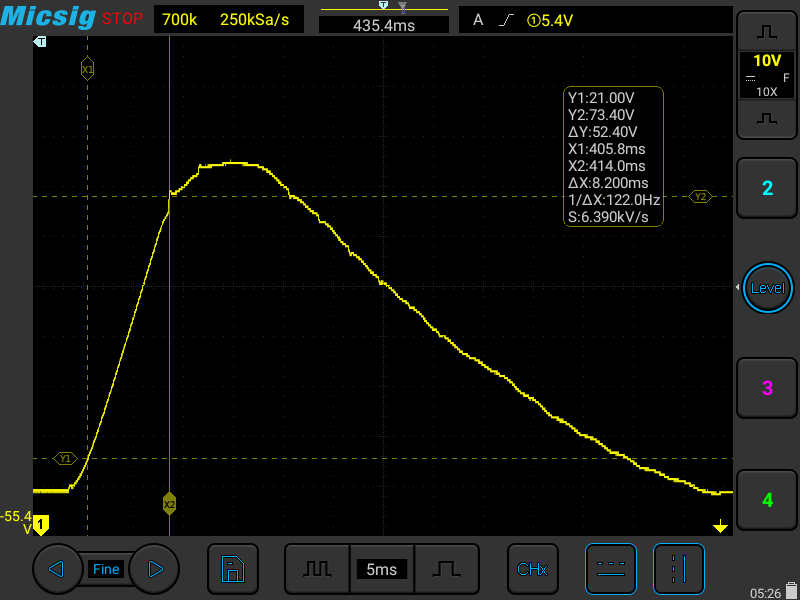 Micsig STOP 700k 250kSa/s T 435.4ms A ①5.4V
T
X1
10V
F
10X
Y1:21.00V
Y2:73.40V
ΔY:52.40V
X1:405.8ms
X2:414.0ms
ΔX:8.200ms
1/ΔX:122.0Hz
S:6.390kV/s
Y2
2
Level
3
Y1
X2
4
-55.4
V
1
Fine
5ms
CHx
05:26